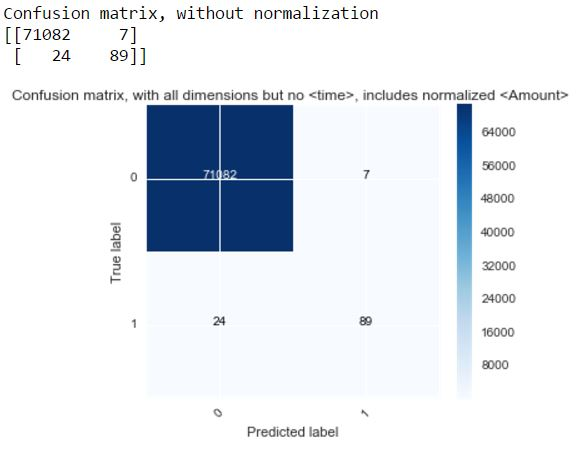 Confusion matrix, without normalization
[[71082 7]
[ 24 89]]
Confusion matrix, with all dimensions but no <time>, includes normalized <Amount>
0 71082 7
1 24 89
True label
0 1
Predicted label
64000
56000
48000
40000
32000
24000
16000
8000